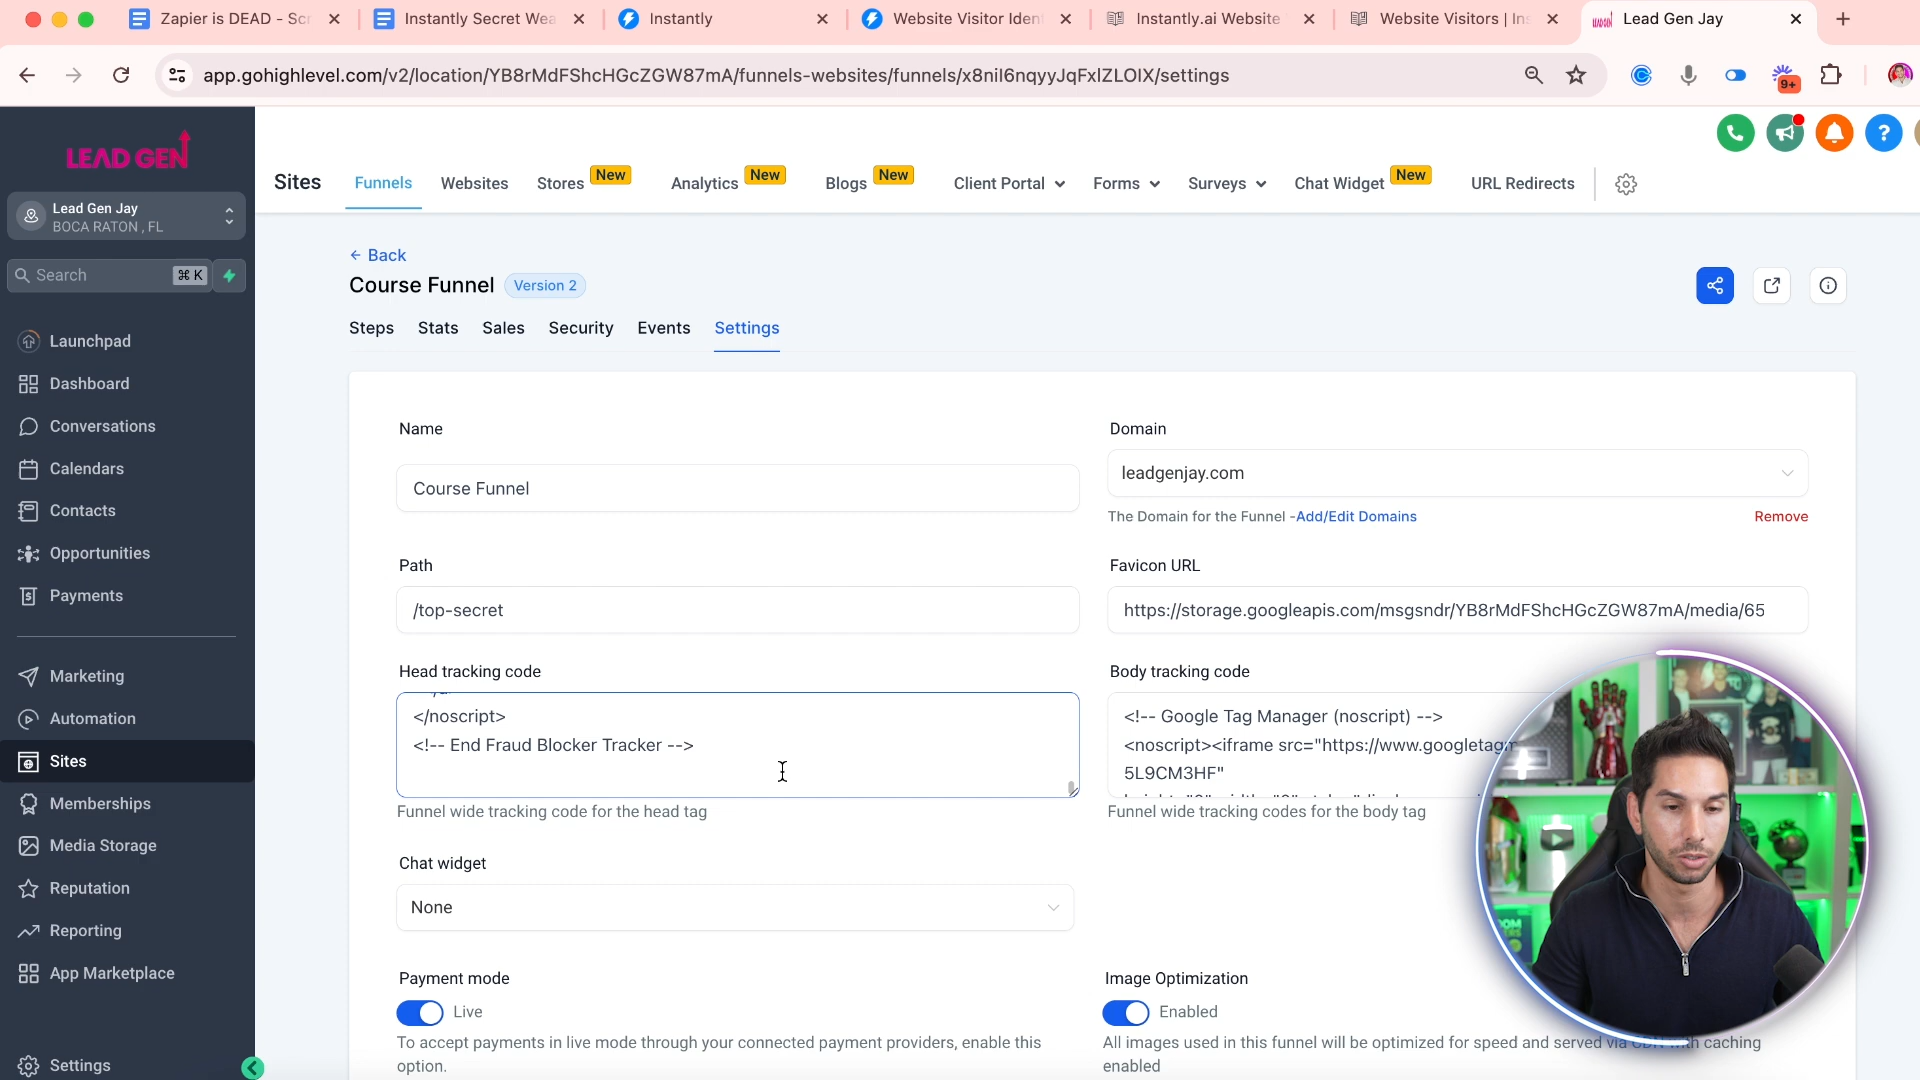 Zapier is DEAD - Scr
Instantly Secret Wea
Instantly
Website Visitor Iden
Instantly.ai Website
Website Visitors | Ins
Lead Gen Jay
app.gohighlevel.com/v2/location/YB8rMdFShcHGcZGW87mA/funnels-websites/funnels/x8niI6nqyyJqFxIZLOIX/settings
9+
LEAD GEN
Lead Gen Jay
BOCA RATON , FL
Search
⌘ K
Launchpad
Dashboard
Conversations
Calendars
Contacts
Opportunities
Payments
Marketing
Automation
Sites
Memberships
Media Storage
Reputation
Reporting
App Marketplace
Settings
Sites
Funnels
Websites
Stores New
Analytics New
Blogs New
Client Portal
Forms
Surveys
Chat Widget New
URL Redirects
← Back
Course Funnel Version 2
Steps Stats Sales Security Events Settings
Name
Course Funnel
Domain
leadgenjay.com
The Domain for the Funnel -Add/Edit Domains
Remove
Path
/top-secret
Favicon URL
https://storage.googleapis.com/msgsndr/YB8rMdFShcHGcZGW87mA/media/65
Head tracking code
</noscript>
<!-- End Fraud Blocker Tracker -->
Funnel wide tracking code for the head tag
Body tracking code
<!-- Google Tag Manager (noscript) -->
<noscript><iframe src="https://www.googletagm
5L9CM3HF"
Funnel wide tracking codes for the body tag
Chat widget
None
Payment mode
Live
To accept payments in live mode through your connected payment providers, enable this
option.
Image Optimization
Enabled
All images used in this funnel will be optimized for speed and served via CDN with caching
enabled